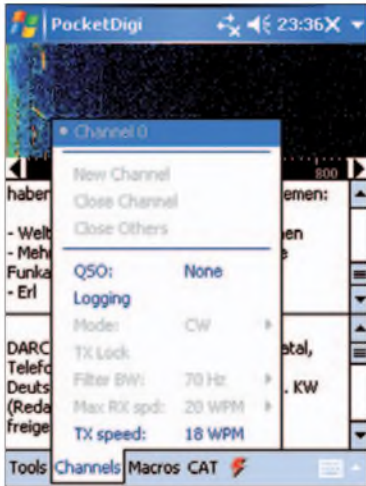 PocketDigi 23:36
Channel 0
800
New Channel
Close Channel
Close Others
QSO: None
Logging
Mode: CW
TX Lock
Filter BW: 70 Hz
Max RX spd: 20 WPM
TX speed: 18 WPM
haben emen:
- Welt en
- Meh e
Funka
- Erl
DARC atal,
Telefo
Deuts . KW
(Reda
freige
Tools Channels Macros CAT